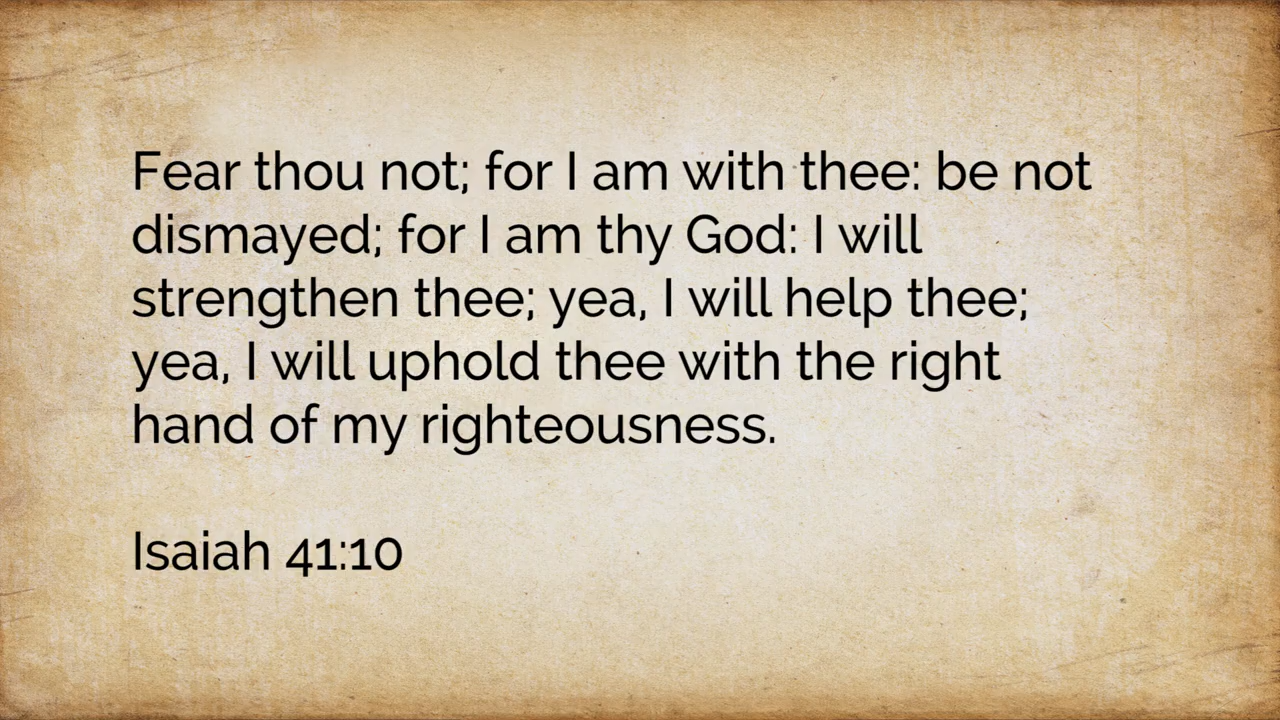 Fear thou not; for I am with thee: be not
dismayed; for I am thy God: I will
strengthen thee; yea, I will help thee;
yea, I will uphold thee with the right
hand of my righteousness.
Isaiah 41:10